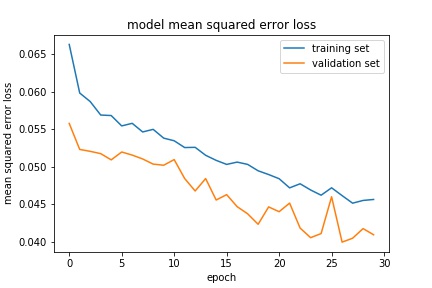 model mean squared error loss
training set
validation set
mean squared error loss
0.065
0.060
0.055
0.050
0.045
0.040
0 5 10 15 20 25 30
epoch